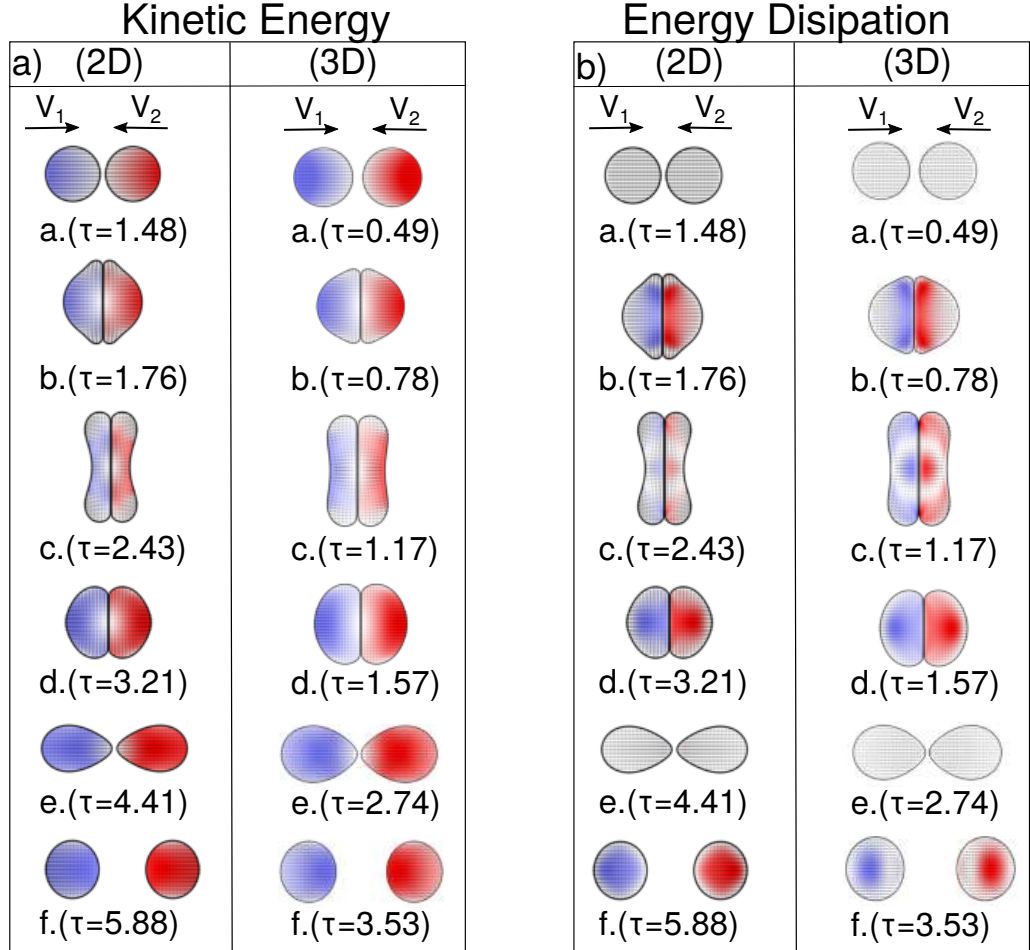 Kinetic Energy
a) (2D) (3D)
V1 V2 V1 V2
a.(τ=1.48) a.(τ=0.49)
b.(τ=1.76) b.(τ=0.78)
c.(τ=2.43) c.(τ=1.17)
d.(τ=3.21) d.(τ=1.57)
e.(τ=4.41) e.(τ=2.74)
f.(τ=5.88) f.(τ=3.53)
Energy Disipation
b) (2D) (3D)
V1 V2 V1 V2
a.(τ=1.48) a.(τ=0.49)
b.(τ=1.76) b.(τ=0.78)
c.(τ=2.43) c.(τ=1.17)
d.(τ=3.21) d.(τ=1.57)
e.(τ=4.41) e.(τ=2.74)
f.(τ=5.88) f.(τ=3.53)